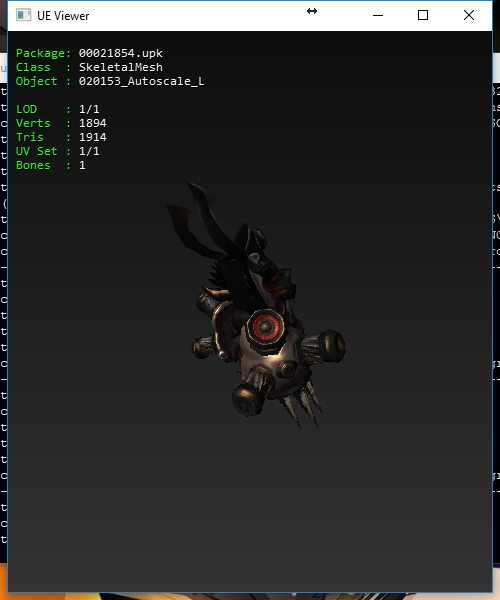 UE Viewer
Package: 00021854.upk
Class : SkeletalMesh
Object : 020153_Autoscale_L
LOD : 1/1
Verts : 1894
Tris : 1914
UV Set : 1/1
Bones : 1